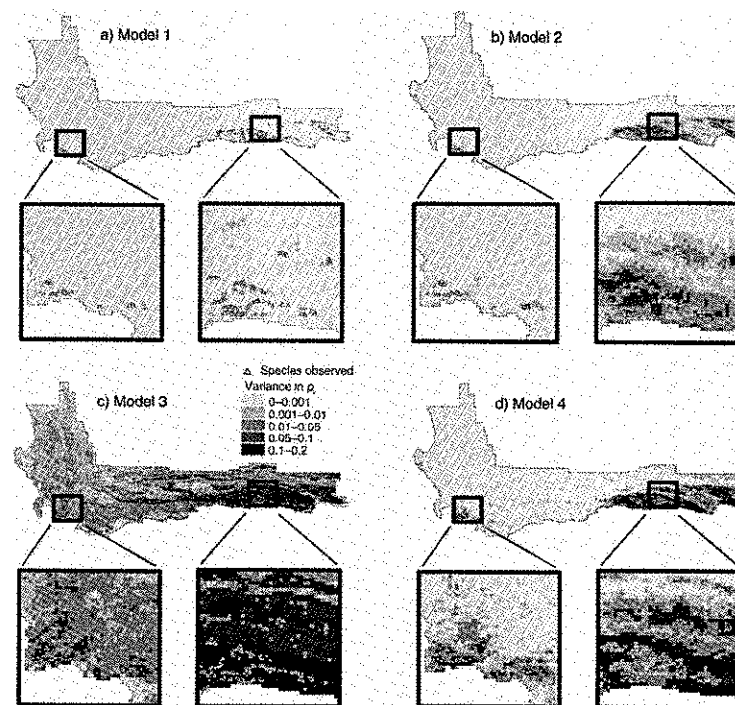 a) Model 1
b) Model 2
Species observed
Variance in p
0–0.001
0.001–0.01
0.01–0.05
0.05–0.1
0.1–0.2
c) Model 3
d) Model 4